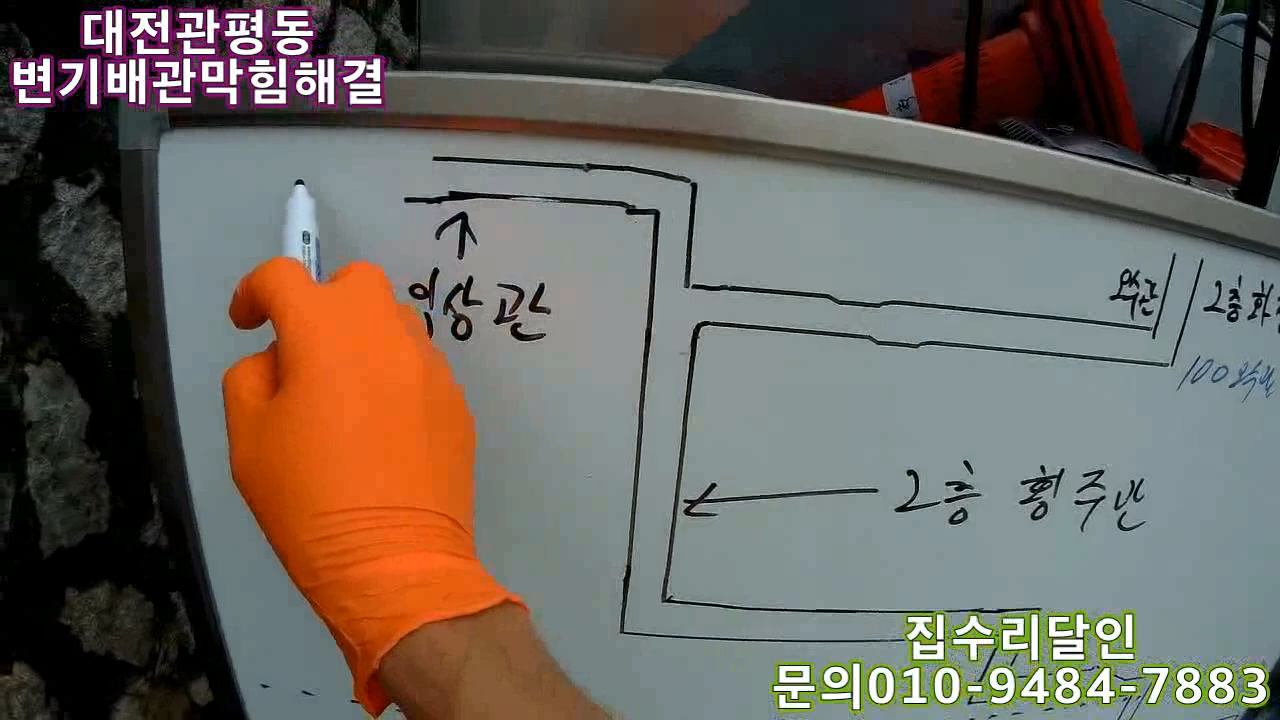 대전관평동
변기배관막힘해결
입상관
오수관
2층화
100오수관
2층 횡주관
집수리달인
문의010-9484-7883